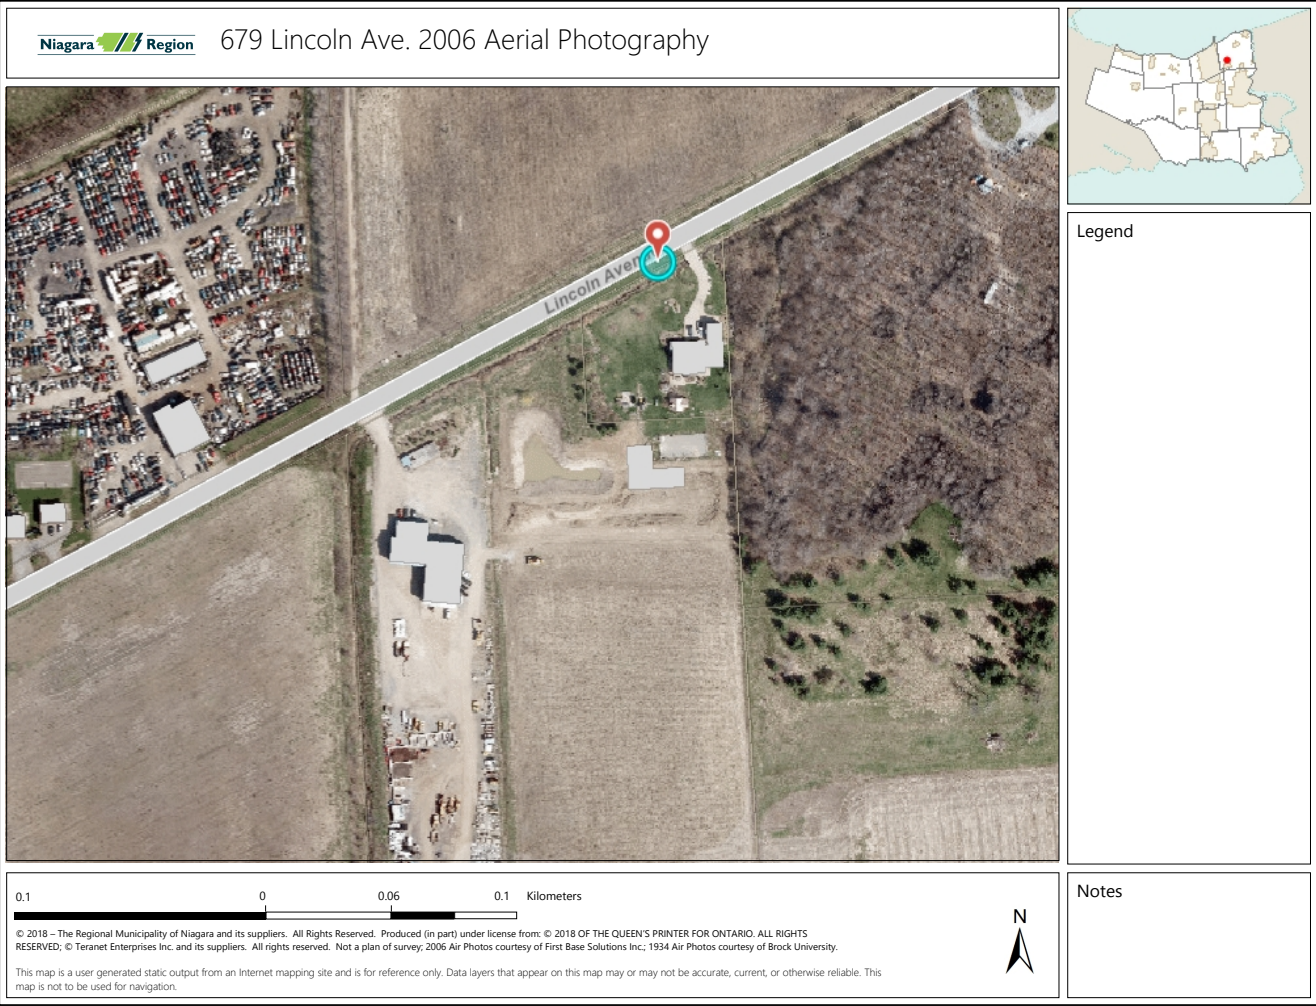 Niagara Region
679 Lincoln Ave. 2006 Aerial Photography
Legend
Lincoln Aven
0.1 0 0.06 0.1 Kilometers
© 2018 – The Regional Municipality of Niagara and its suppliers. All Rights Reserved. Produced (in part) under license from: © 2018 OF THE QUEEN'S PRINTER FOR ONTARIO. ALL RIGHTS
RESERVED; © Teranet Enterprises Inc. and its suppliers. All rights reserved. Not a plan of survey; 2006 Air Photos courtesy of First Base Solutions Inc.; 1934 Air Photos courtesy of Brock University.
This map is a user generated static output from an Internet mapping site and is for reference only. Data layers that appear on this map may or may not be accurate, current, or otherwise reliable. This
map is not to be used for navigation.
N
Notes